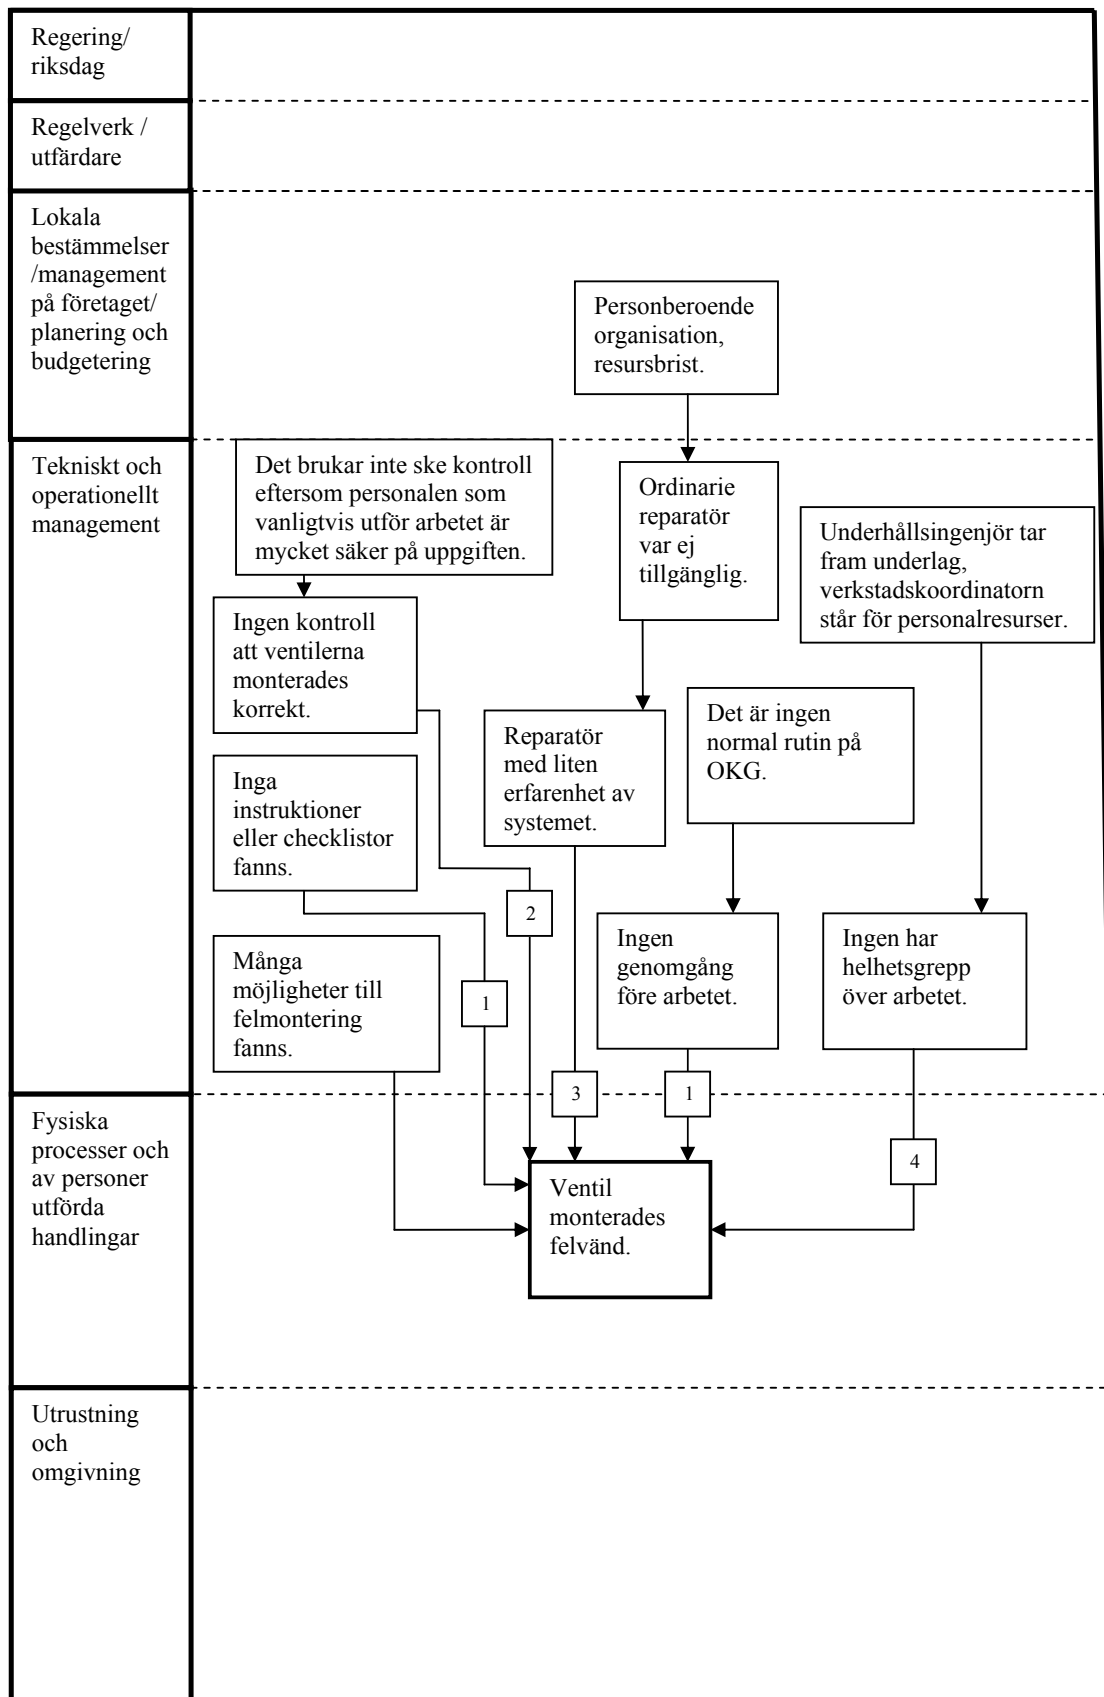 Regering/
riksdag
Regelverk /
utfärdare
Lokala
bestämmelser
/management
på företaget/
planering och
budgetering
Personberoende
organisation,
resursbrist.
Tekniskt och
operationellt
management
Det brukar inte ske kontroll
eftersom personalen som
vanligtvis utför arbetet är
mycket säker på uppgiften.
Ordinarie
reparatör
var ej
tillgänglig.
Underhållsingenjör tar
fram underlag,
verkstadskoordinatorn
står för personalresurser.
Ingen kontroll
att ventilerna
monterades
korrekt.
Reparatör
med liten
erfarenhet av
systemet.
Det är ingen
normal rutin på
OKG.
Inga
instruktioner
eller checklistor
fanns.
2
Ingen
genomgång
före arbetet.
Ingen har
helhetsgrepp
över arbetet.
Många
möjligheter till
felmontering
fanns.
1
3
1
4
Fysiska
processer och
av personer
utförda
handlingar
Ventil
monterades
felvänd.
Utrustning
och
omgivning